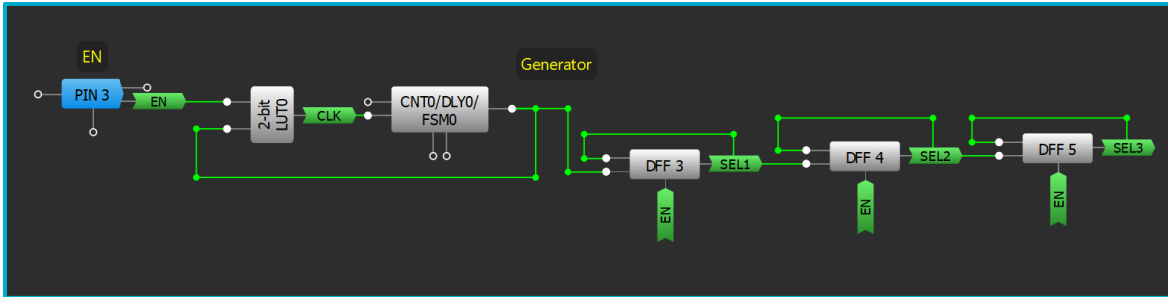 EN
PIN 3
EN
2-bit
LUT0
CLK
CNT0/DLY0/
FSM0
Generator
DFF 3
SEL1
EN
DFF 4
SEL2
EN
DFF 5
SEL3
EN